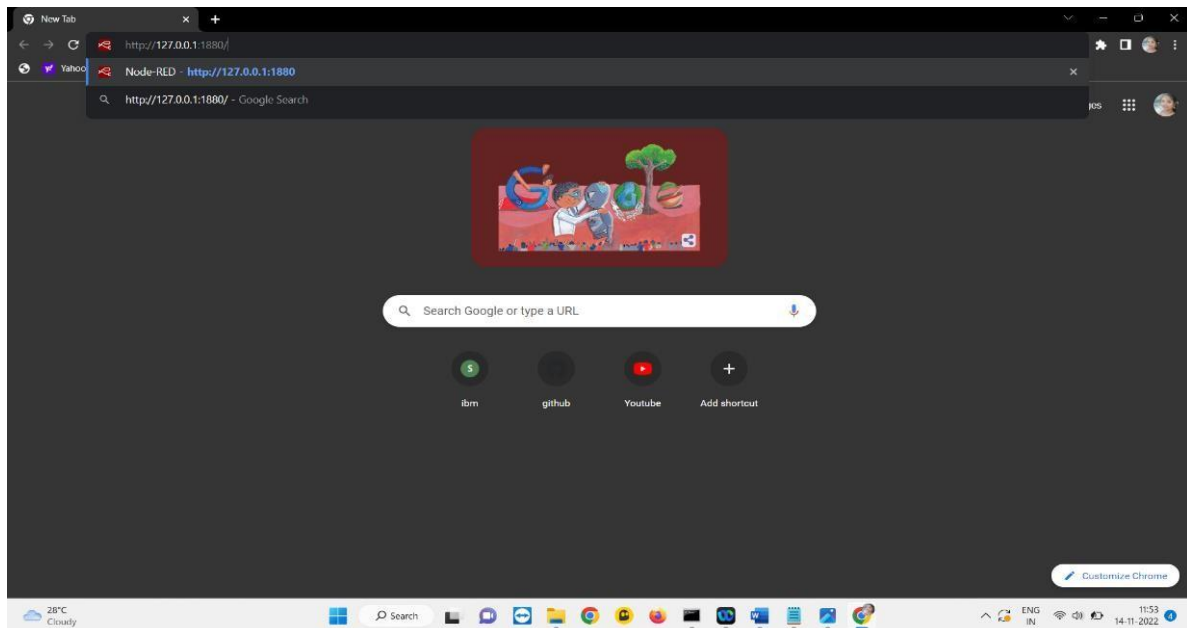 New Tab
http://127.0.0.1:1880/
Yahoo
Node-RED - http://127.0.0.1:1880
http://127.0.0.1:1880/ - Google Search
Google
Search Google or type a URL
S
ibm github Youtube Add shortcut
Customize Chrome
28°C
Cloudy
Search
ENG
IN
11:53
14-11-2022
4